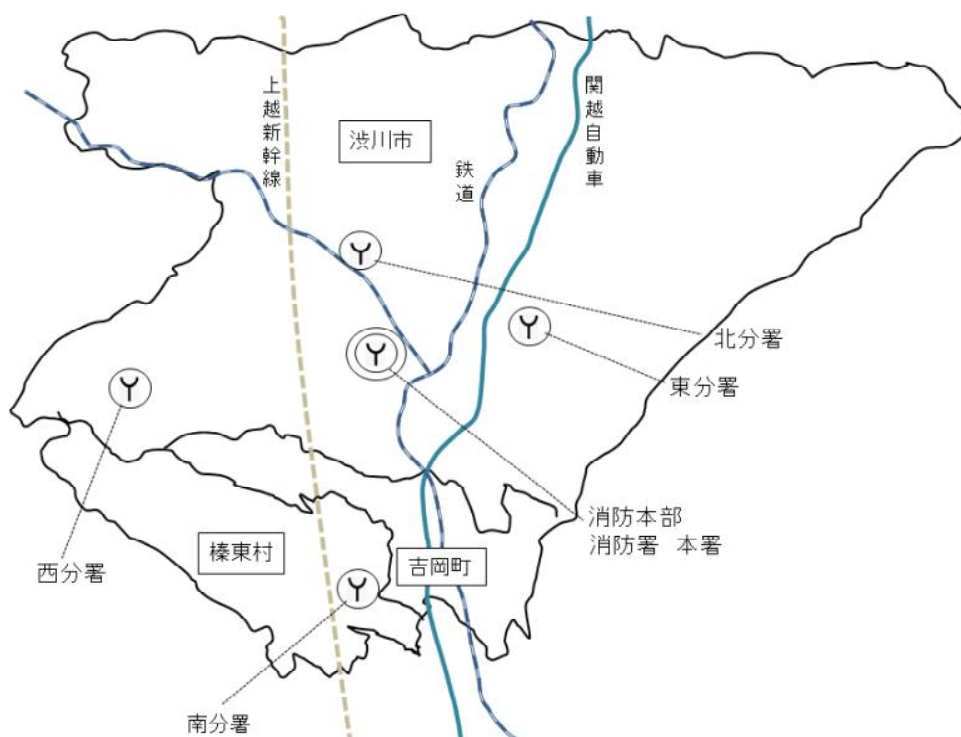 上越新幹線
渋川市
鉄道
関越自動車
北分署
東分署
消防本部
消防署 本署
西分署
榛東村
吉岡町
南分署